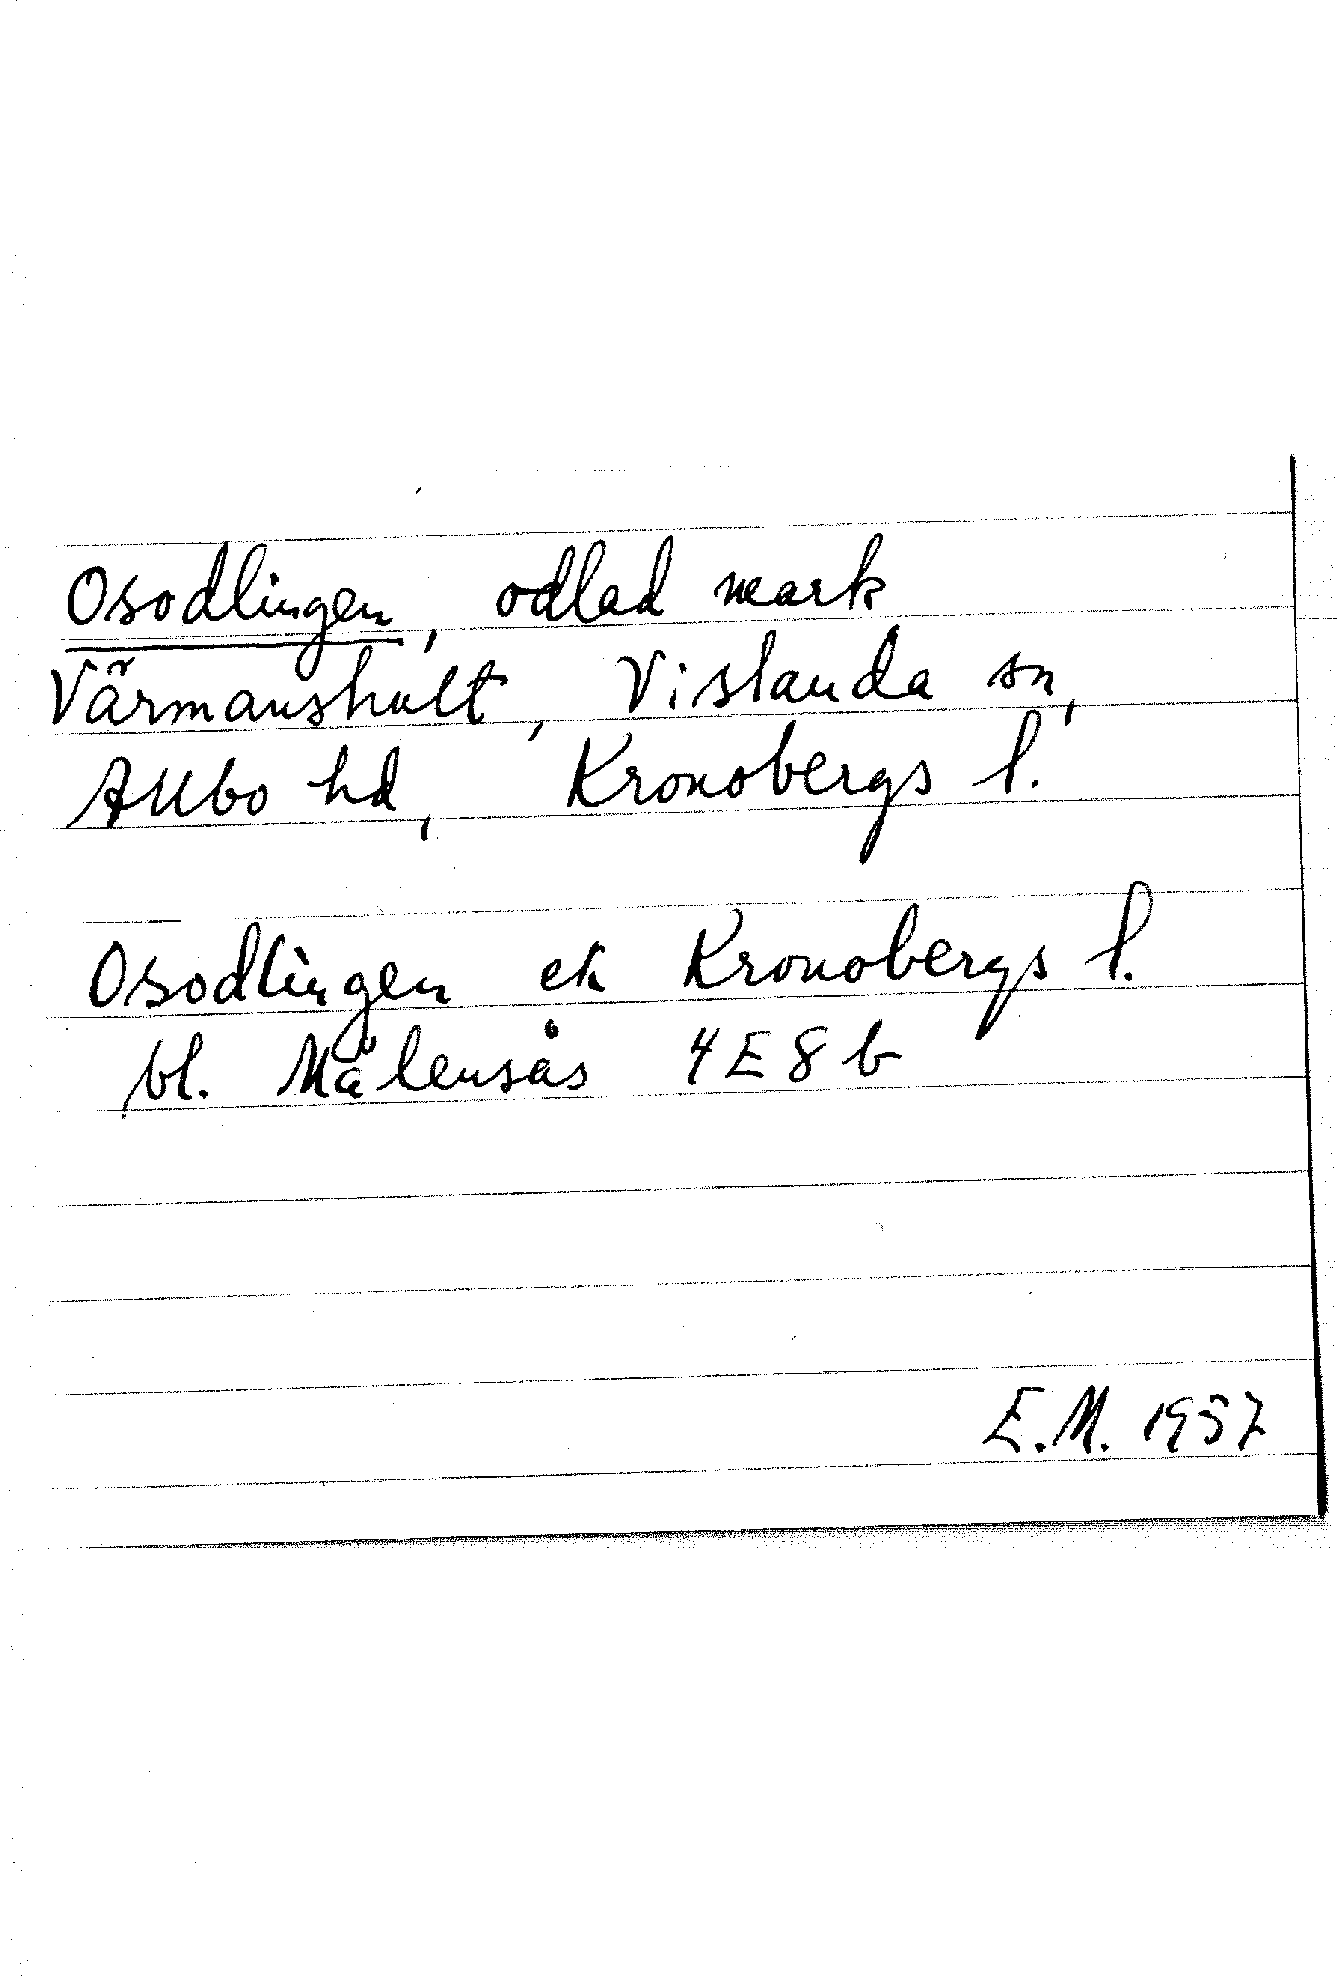 Osodlingen, odlad mark
Värmanshult, Vislanda sn,
Allbo hd, Kronobergs l.
Osodlingen ek Kronobergs l.
bl. Målensås 4E8b
E.M. 1957